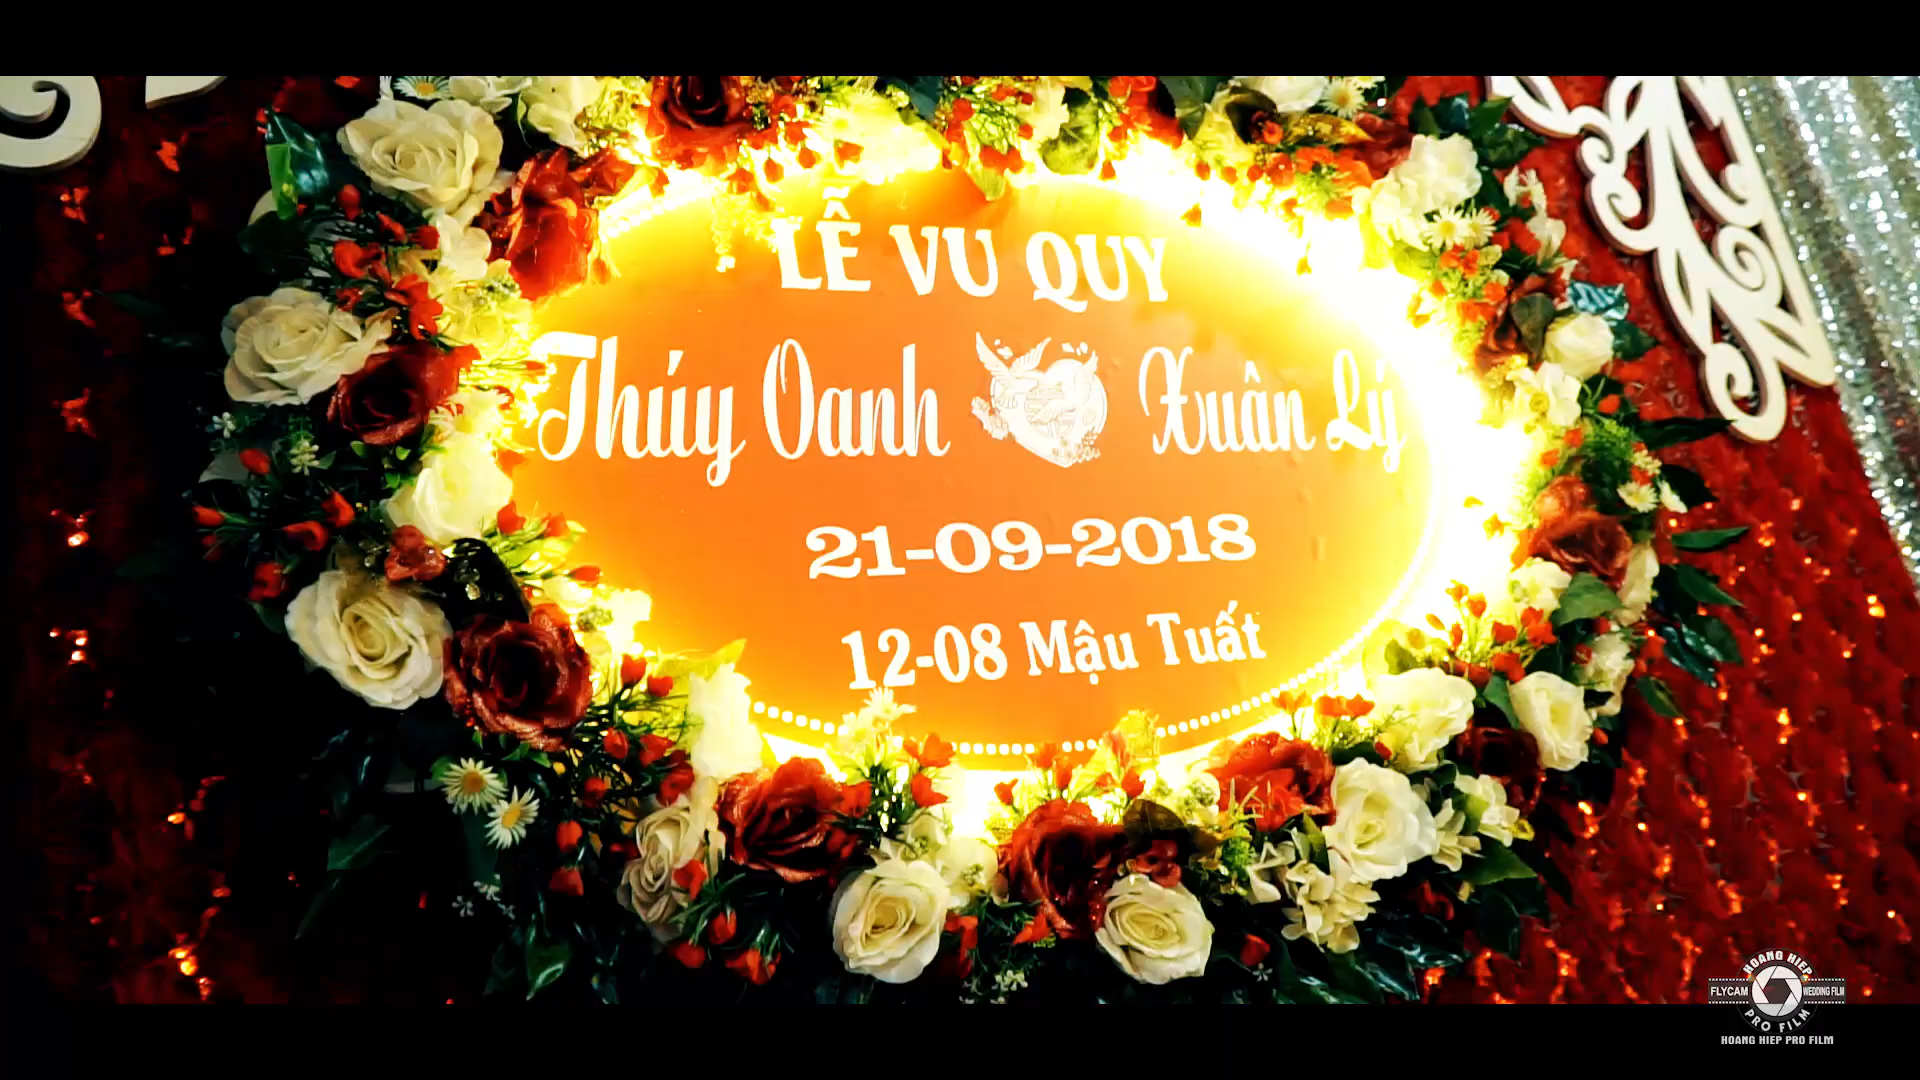 LỄ VU QUY
Thúy Oanh Xuân Lý
21-09-2018
12-08 Mậu Tuất
HOANG HIEP
FLYCAM WEDDING FILM
PRO FILM
HOANG HIEP PRO FILM